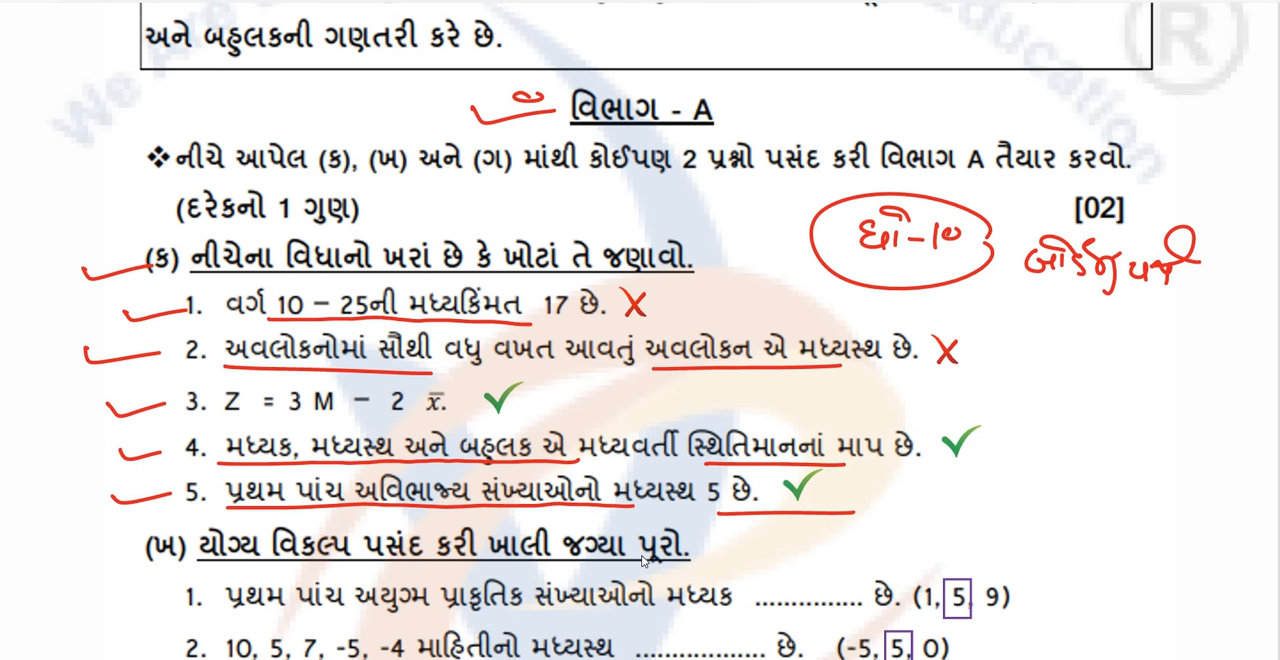 અને બહુલકની ગણતરી કરે છે.
We Are
Education
R
વિભાગ - A
❖ નીચે આપેલ (ક), (ખ) અને (ગ) માંથી કોઈપણ 2 પ્રશ્નો પસંદ કરી વિભાગ A તૈયાર કરવો.
(દરેકનો 1 ગુણ) [02]
ધો-10
(ક) નીચેના વિધાનો ખરાં છે કે ખોટાં તે જણાવો.
1. વર્ગ 10 – 25ની મધ્યકિંમત 17 છે. X
2. અવલોકનોમાં સૌથી વધુ વખત આવતું અવલોકન એ મધ્યસ્થ છે. X
3. Z = 3 M – 2 x̅. ✓
4. મધ્યક, મધ્યસ્થ અને બહુલક એ મધ્યવર્તી સ્થિતિમાનનાં માપ છે. ✓
5. પ્રથમ પાંચ અવિભાજ્ય સંખ્યાઓનો મધ્યસ્થ 5 છે. ✓
(ખ) યોગ્ય વિકલ્પ પસંદ કરી ખાલી જગ્યા પૂરો.
1. પ્રથમ પાંચ અયુગ્મ પ્રાકૃતિક સંખ્યાઓનો મધ્યક ............... છે. (1, 5, 9)
2. 10, 5, 7, -5, -4 માહિતીનો મધ્યસ્થ .................. છે. (-5, 5, 0)